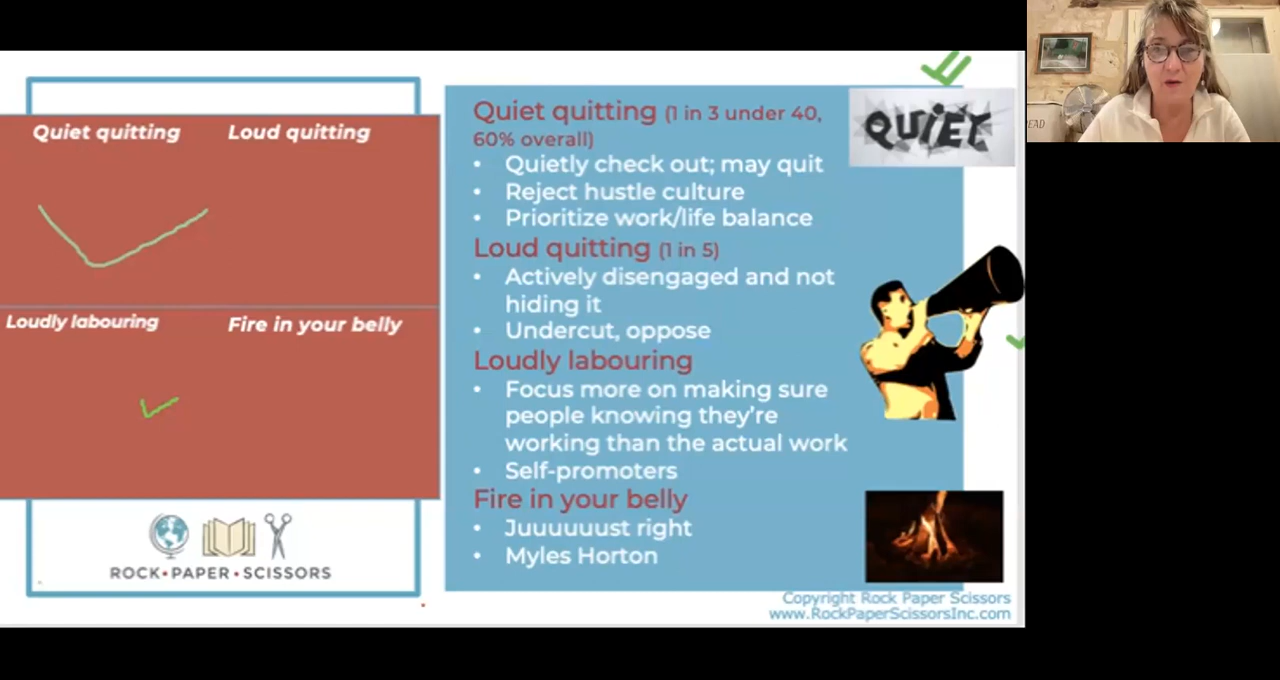 Quiet quitting
Loud quitting
Loudly labouring
Fire in your belly
ROCK•PAPER•SCISSORS
Quiet quitting (1 in 3 under 40,
60% overall)
• Quietly check out; may quit
• Reject hustle culture
• Prioritize work/life balance
Loud quitting (1 in 5)
• Actively disengaged and not
hiding it
• Undercut, oppose
Loudly labouring
• Focus more on making sure
people knowing they're
working than the actual work
• Self-promoters
Fire in your belly
• Juuuuuust right
• Myles Horton
QUiET
Copyright Rock Paper Scissors
www.RockPaperScissorsInc.com